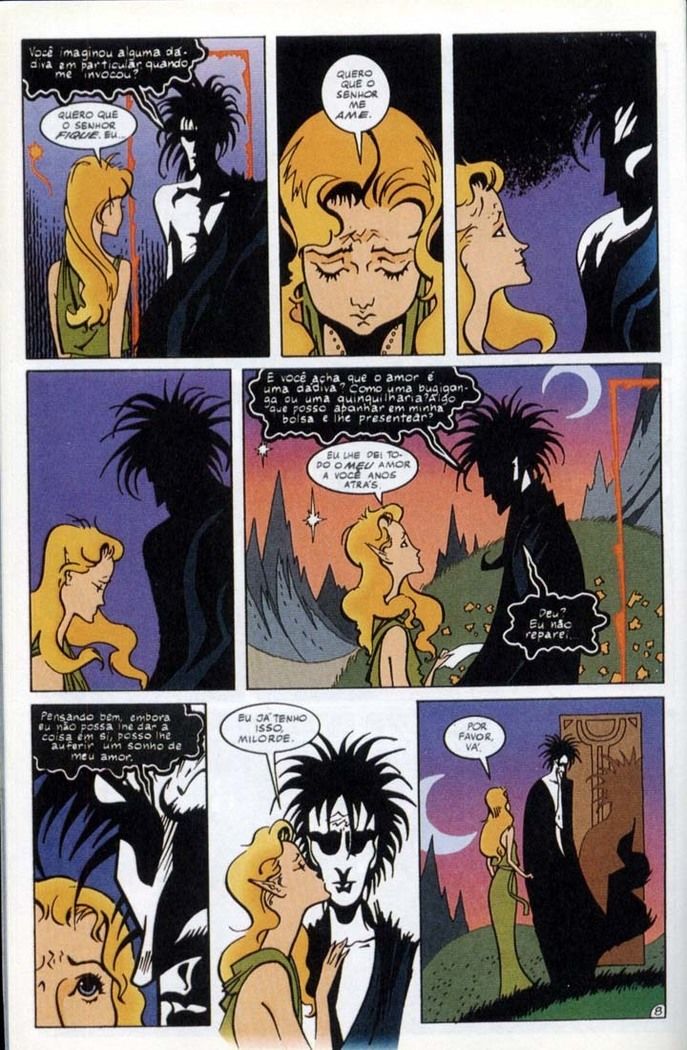 Você imaginou alguma dá-
diva em particular quando
me invocou?
QUERO QUE
O SENHOR
FIQUE. EU...
QUERO
QUE O
SENHOR
ME
AME.
E você acha que o amor é
uma dádiva? Como uma bugigan-
ga ou uma quinquilharia? Algo
que posso apanhar em minha
bolsa e lhe presentear?
EU LHE DEI TO-
DO O MEU AMOR
A VOCÊ ANOS
ATRÁS.
Deu?
Eu não
reparei...
Pensando bem, embora
eu não possa lhe dar a
coisa em si, posso lhe
auferir um sonho de
meu amor.
EU JÁ TENHO
ISSO,
MILORDE.
POR
FAVOR,
VÁ.
8